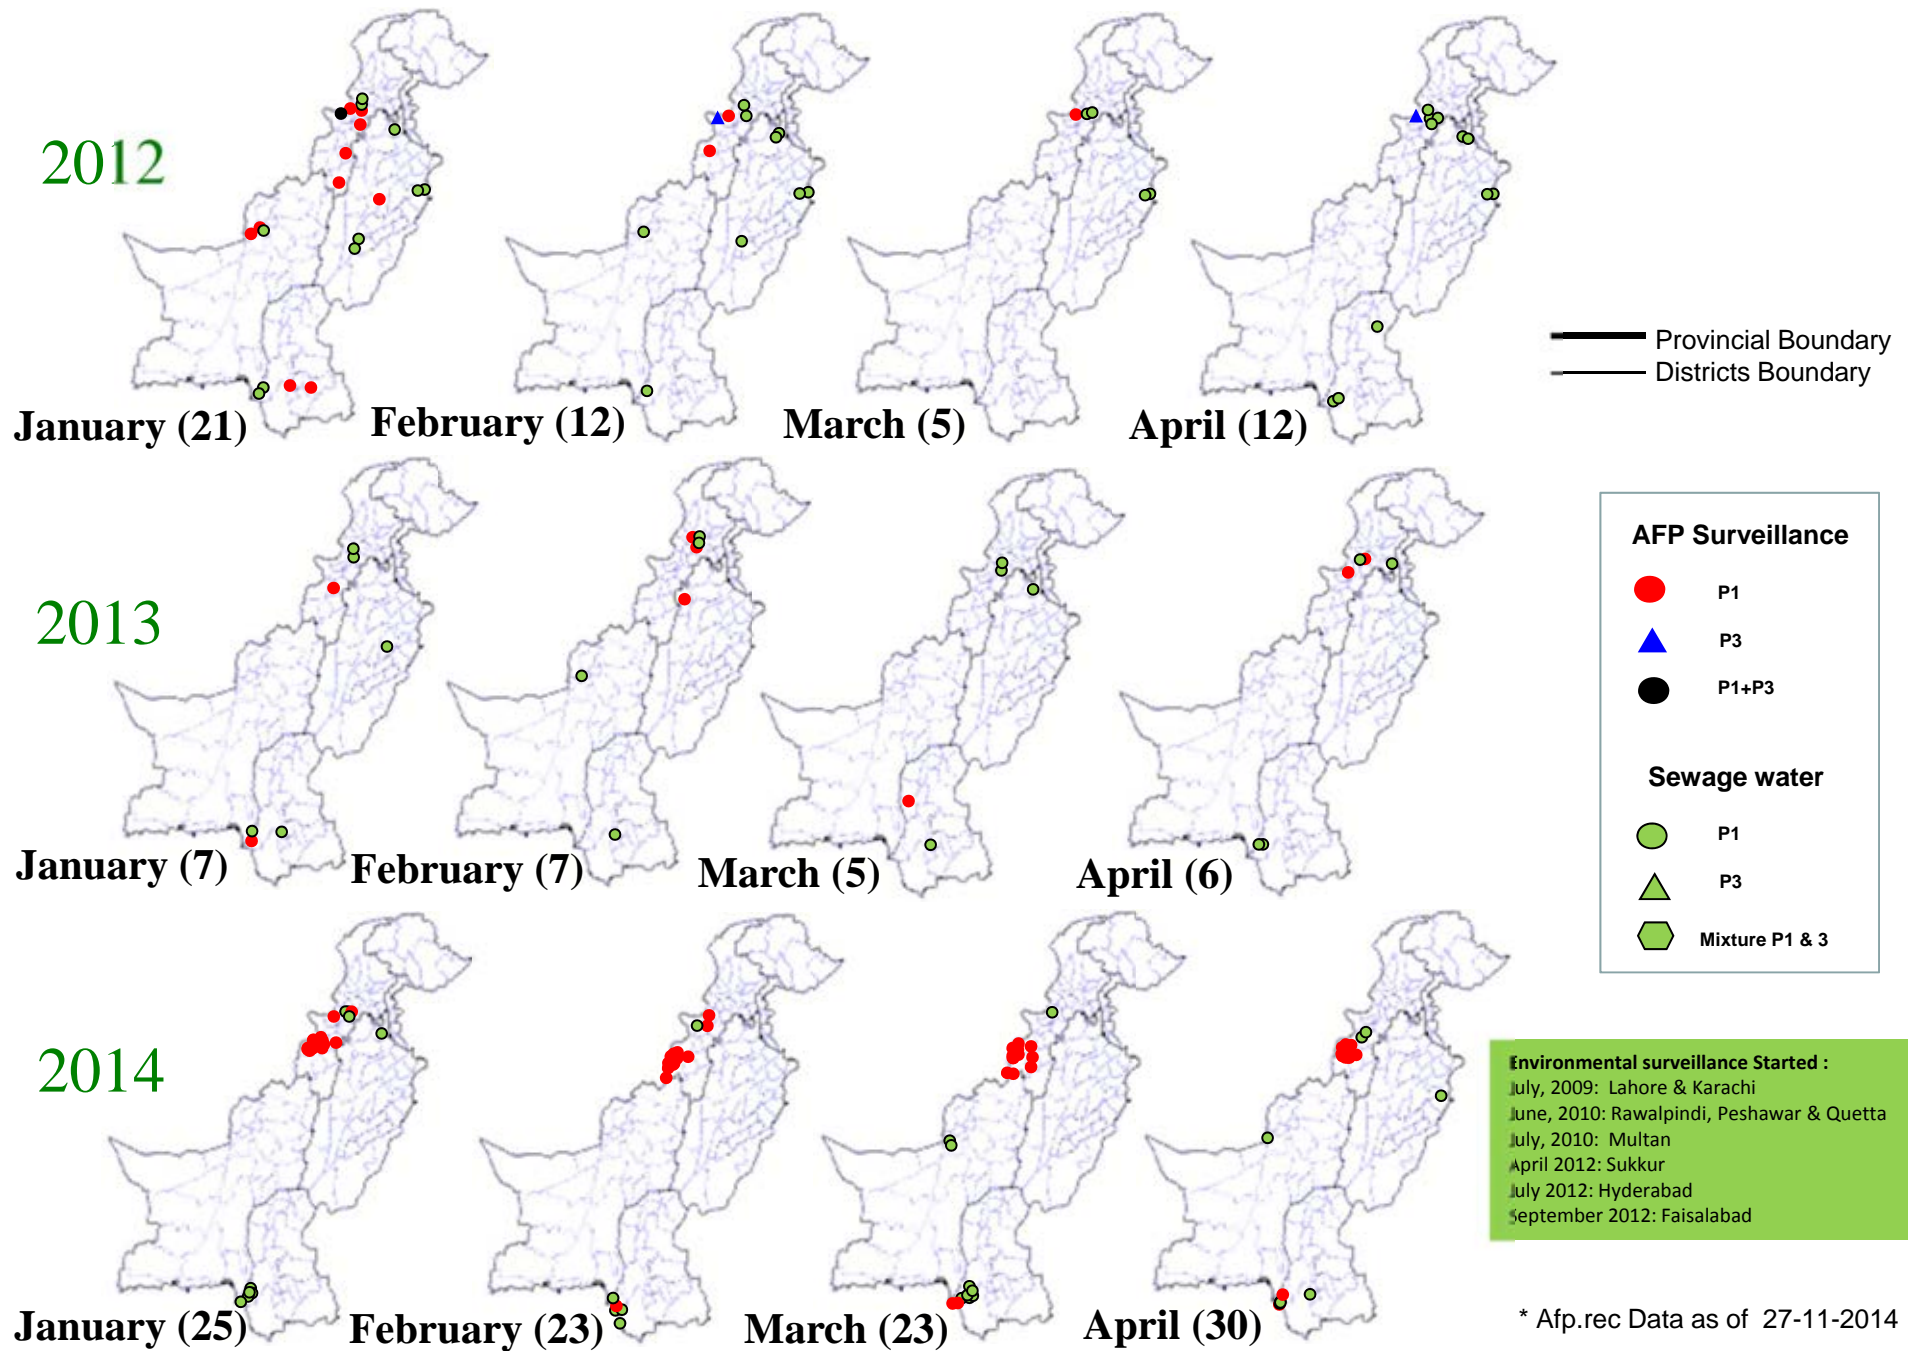 2012
January (21)
February (12)
March (5)
April (12)
Provincial Boundary
Districts Boundary
2013
January (7)
February (7)
March (5)
April (6)
AFP Surveillance
P1
P3
P1+P3
Sewage water
P1
P3
Mixture P1 & 3
2014
January (25)
February (23)
March (23)
April (30)
Environmental surveillance Started :
July, 2009: Lahore & Karachi
June, 2010: Rawalpindi, Peshawar & Quetta
July, 2010: Multan
April 2012: Sukkur
July 2012: Hyderabad
September 2012: Faisalabad
* Afp.rec Data as of 27-11-2014